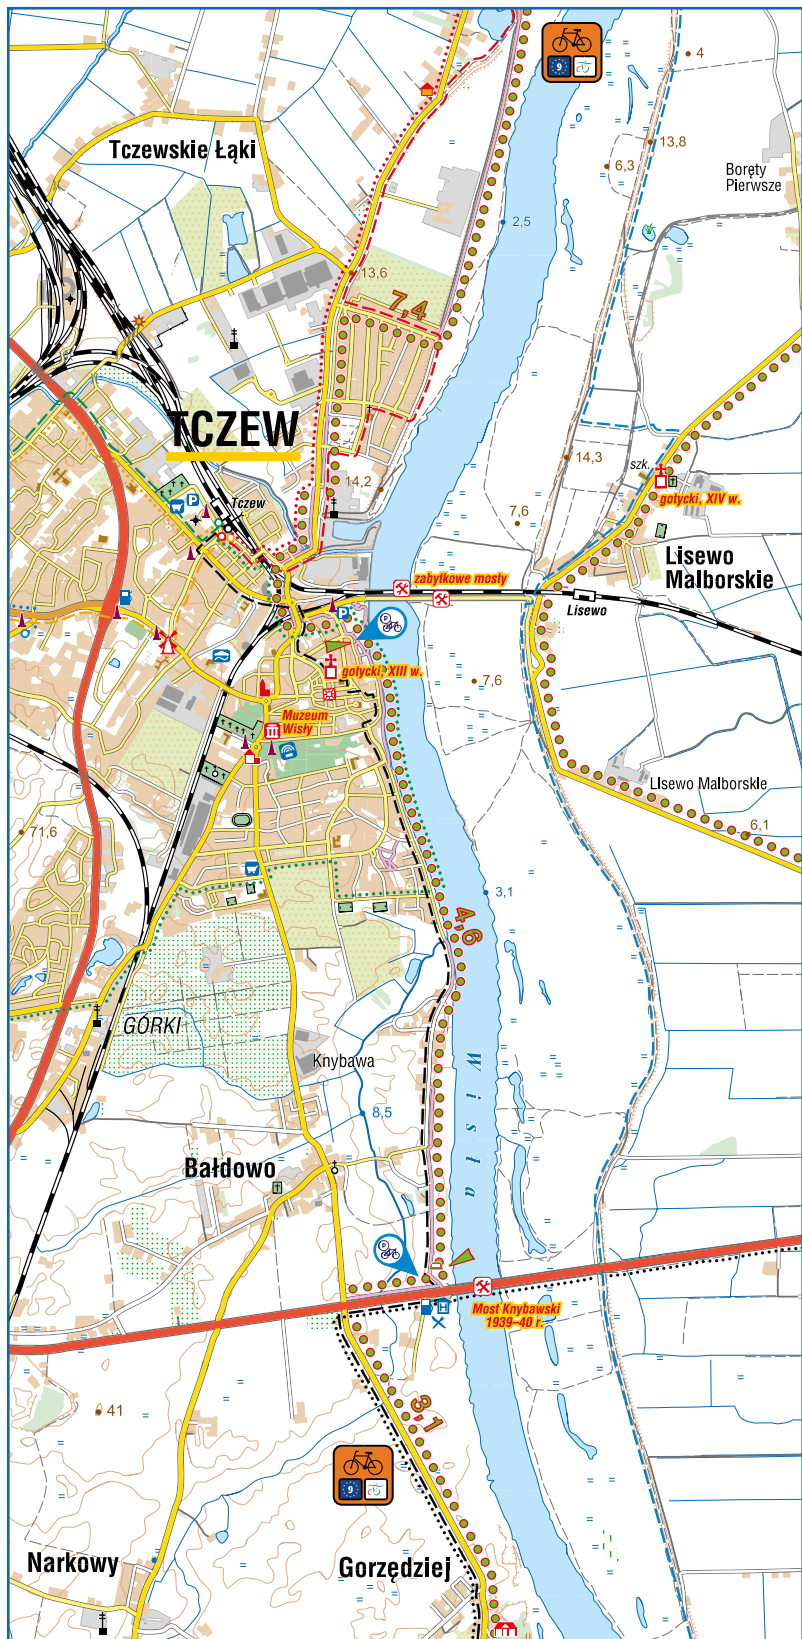 9
4
13,8
6,3
Boręty
Pierwsze
Tczewskie Łąki
2,5
13,6
7,4
TCZEW
14,3
szk.
gotycki, XIV w.
14,2
P
Tczew
7,6
Lisewo
Malborskie
zabytkowe mosty
Lisewo
P
P
gotycki, XIII w.
7,6
Muzeum
Wisły
LIsewo Malborskie
71,6
6,1
3,1
4,6
GÓRKI
Knybawa
Wisła
8,5
Bałdowo
P
H
Most Knybawski
1939–40 r.
41
3,1
9
Narkowy
Gorzędziej